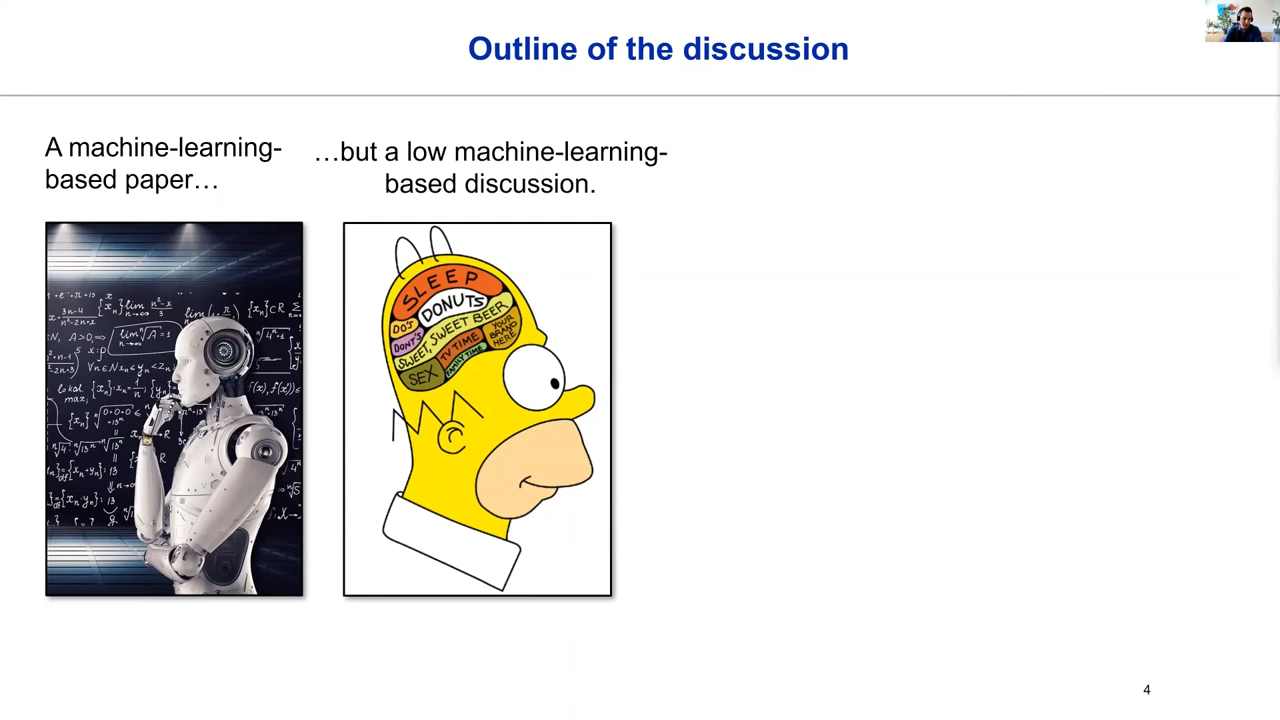 Outline of the discussion
A machine-learning-
based paper…
…but a low machine-learning-
based discussion.
SLEEP
DONUTS
DO'S
DONT'S
SWEET, SWEET BEER
TV TIME
FAMILY TIME
YOUR
BRAND
HERE
SEX
4